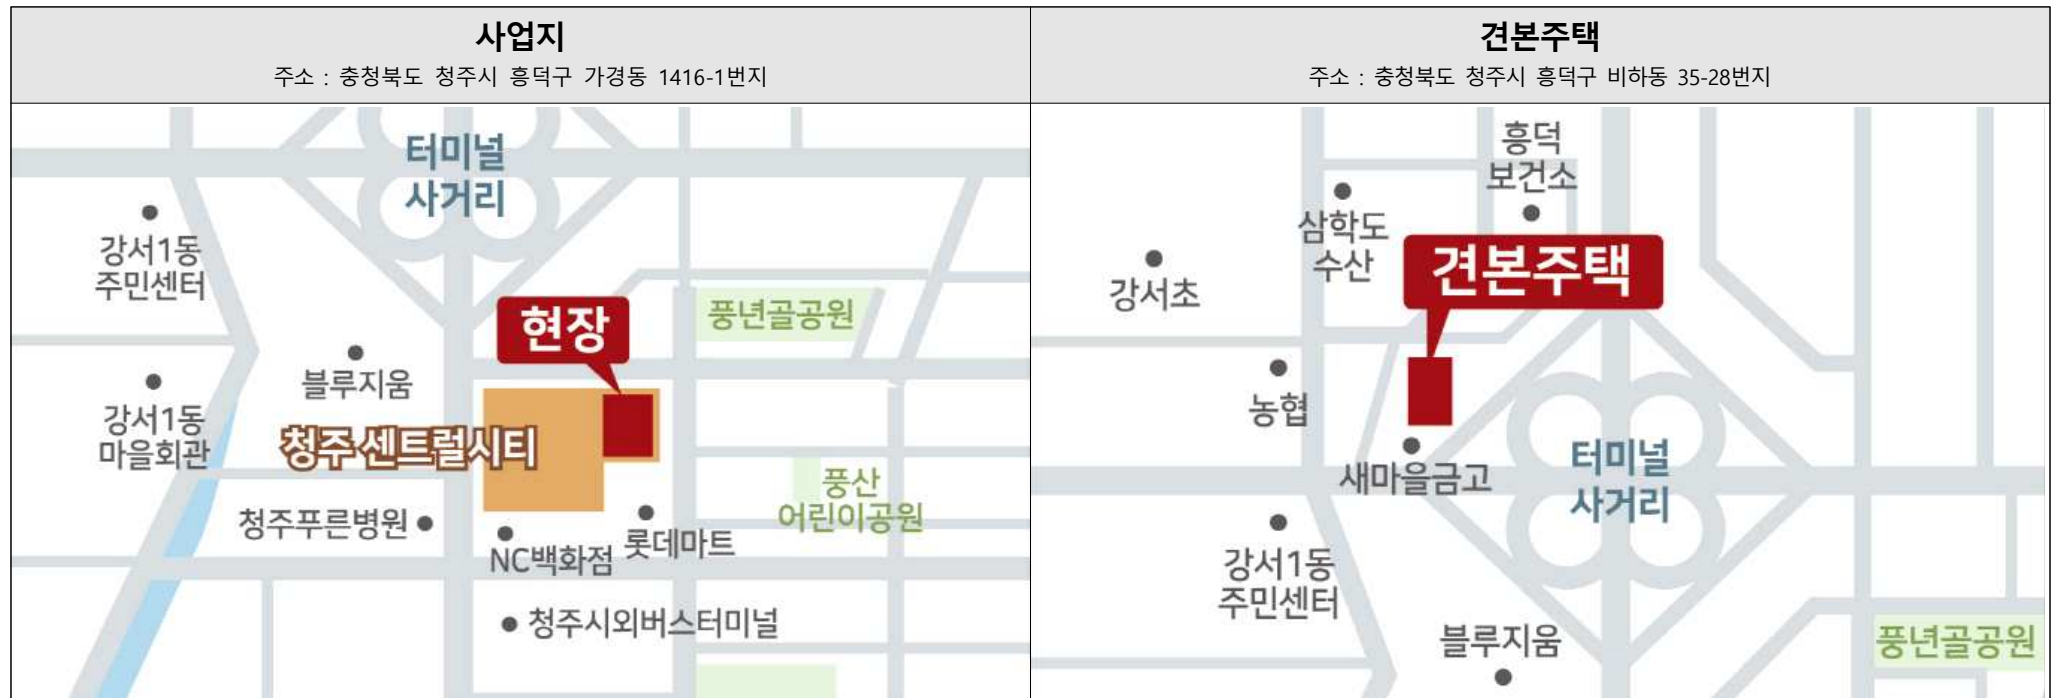 사업지
주소 : 충청북도 청주시 흥덕구 가경동 1416-1번지
터미널
사거리
강서1동
주민센터
현장
풍년골공원
블루지움
강서1동
마을회관
청주 센트럴시티
풍산
어린이공원
청주푸른병원
NC백화점
롯데마트
청주시외버스터미널
견본주택
주소 : 충청북도 청주시 흥덕구 비하동 35-28번지
흥덕
보건소
삼학도
수산
견본주택
강서초
농협
새마을금고
터미널
사거리
강서1동
주민센터
블루지움
풍년골공원